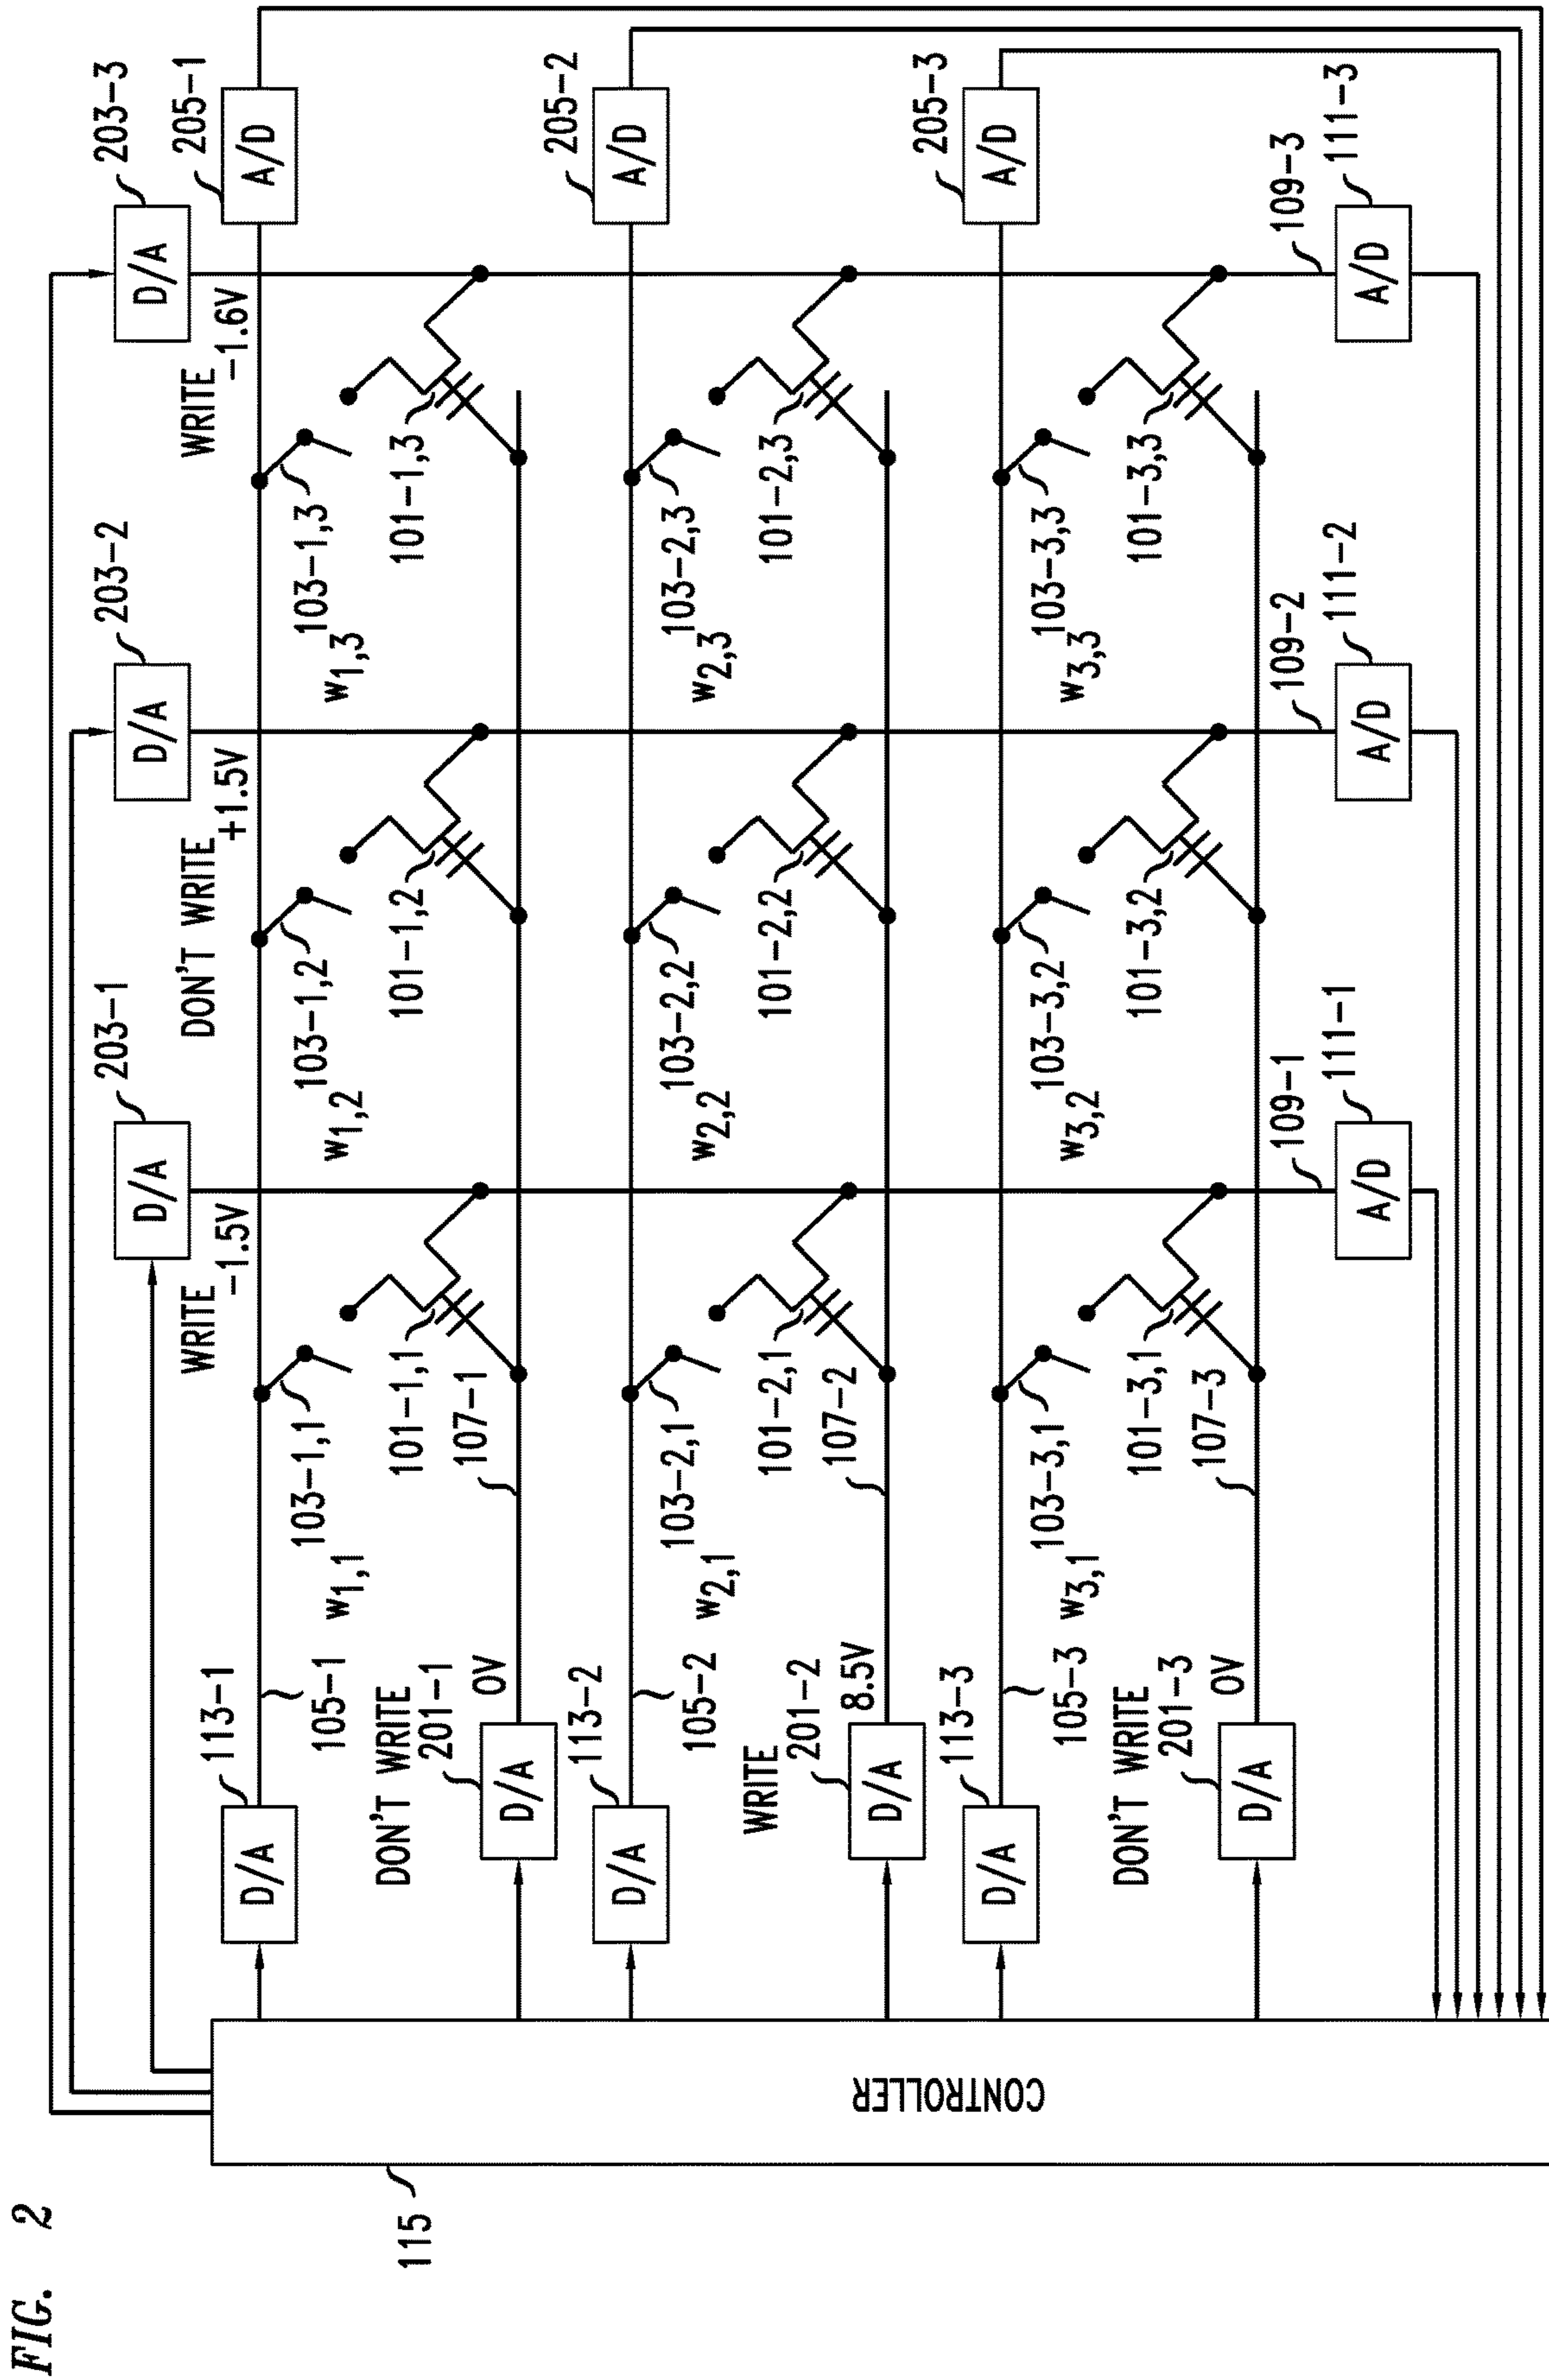 FIG. 2
203-1
203-2
203-3
D/A
D/A
D/A
WRITE
-1.5V
DON'T WRITE
+1.5V
WRITE
-1.6V
113-1
D/A
105-1
205-1
A/D
103-1,1
103-1,2
103-1,3
w1,1
w1,2
w1,3
115
DON'T WRITE
201-1
0V
D/A
101-1,1
101-1,2
101-1,3
107-1
113-2
D/A
105-2
205-2
A/D
103-2,1
103-2,2
103-2,3
w2,1
w2,2
w2,3
WRITE
201-2
8.5V
D/A
101-2,1
101-2,2
101-2,3
107-2
CONTROLLER
113-3
D/A
105-3
205-3
A/D
103-3,1
103-3,2
103-3,3
w3,1
w3,2
w3,3
DON'T WRITE
201-3
0V
D/A
101-3,1
101-3,2
101-3,3
107-3
109-1
109-2
109-3
111-1
111-2
111-3
A/D
A/D
A/D